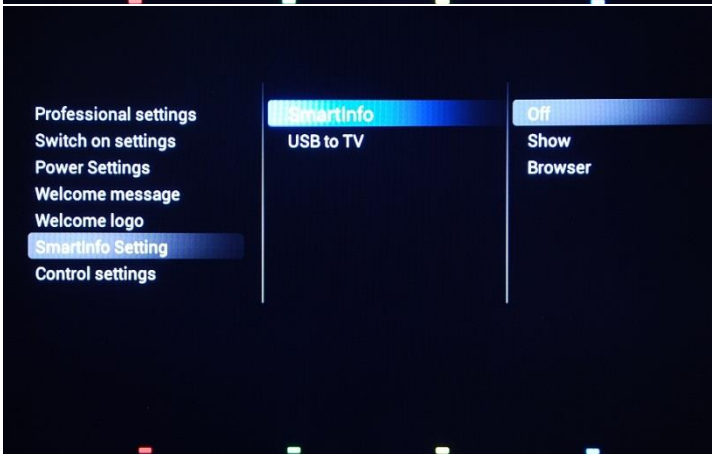 Professional settings
Switch on settings
Power Settings
Welcome message
Welcome logo
SmartInfo Setting
Control settings
SmartInfo
USB to TV
Off
Show
Browser